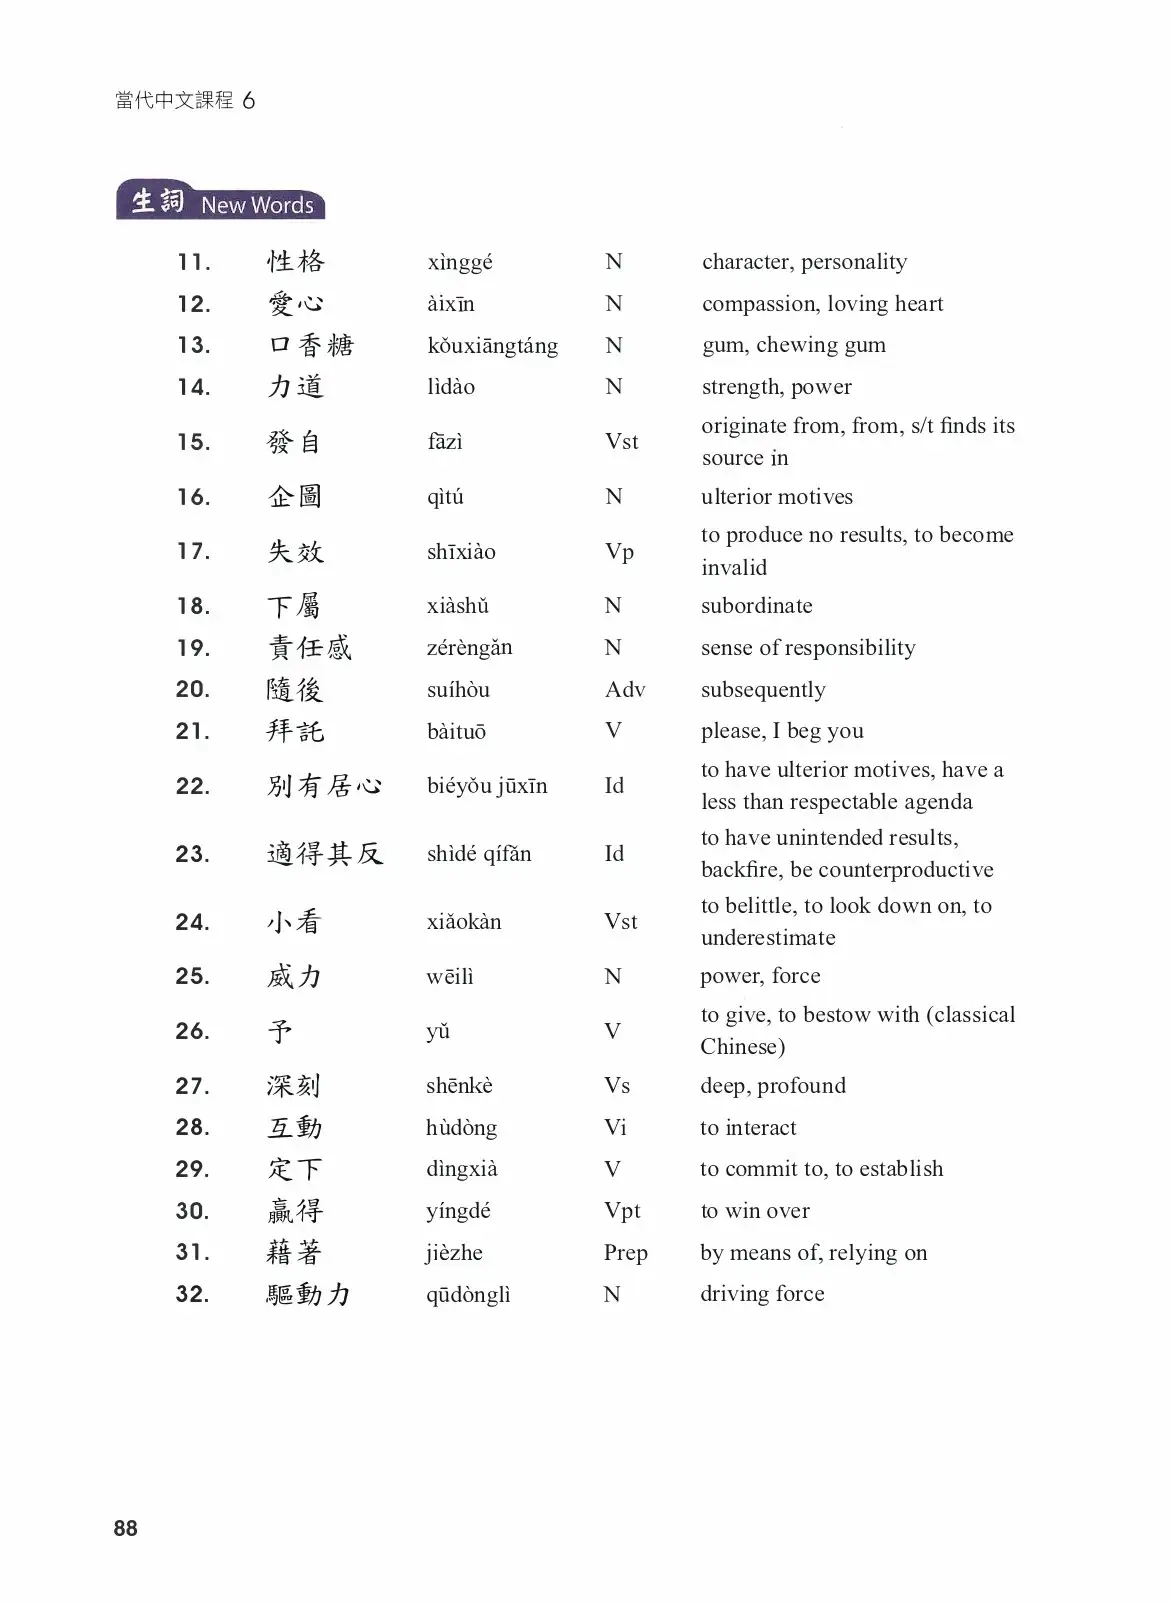 當代中文課程 6
生詞 New Words
11. 性格 xìnggé N character, personality
12. 愛心 àixīn N compassion, loving heart
13. 口香糖 kǒuxiāngtáng N gum, chewing gum
14. 力道 lìdào N strength, power
15. 發自 fāzì Vst originate from, from, s/t finds its
source in
16. 企圖 qìtú N ulterior motives
17. 失效 shīxiào Vp to produce no results, to become
invalid
18. 下屬 xiàshǔ N subordinate
19. 責任感 zérèngǎn N sense of responsibility
20. 隨後 suíhòu Adv subsequently
21. 拜託 bàituō V please, I beg you
22. 別有居心 biéyǒu jūxīn Id to have ulterior motives, have a
less than respectable agenda
23. 適得其反 shìdé qífǎn Id to have unintended results,
backfire, be counterproductive
24. 小看 xiǎokàn Vst to belittle, to look down on, to
underestimate
25. 威力 wēilì N power, force
26. 予 yǔ V to give, to bestow with (classical
Chinese)
27. 深刻 shēnkè Vs deep, profound
28. 互動 hùdòng Vi to interact
29. 定下 dìngxià V to commit to, to establish
30. 贏得 yíngdé Vpt to win over
31. 藉著 jièzhe Prep by means of, relying on
32. 驅動力 qūdònglì N driving force
88